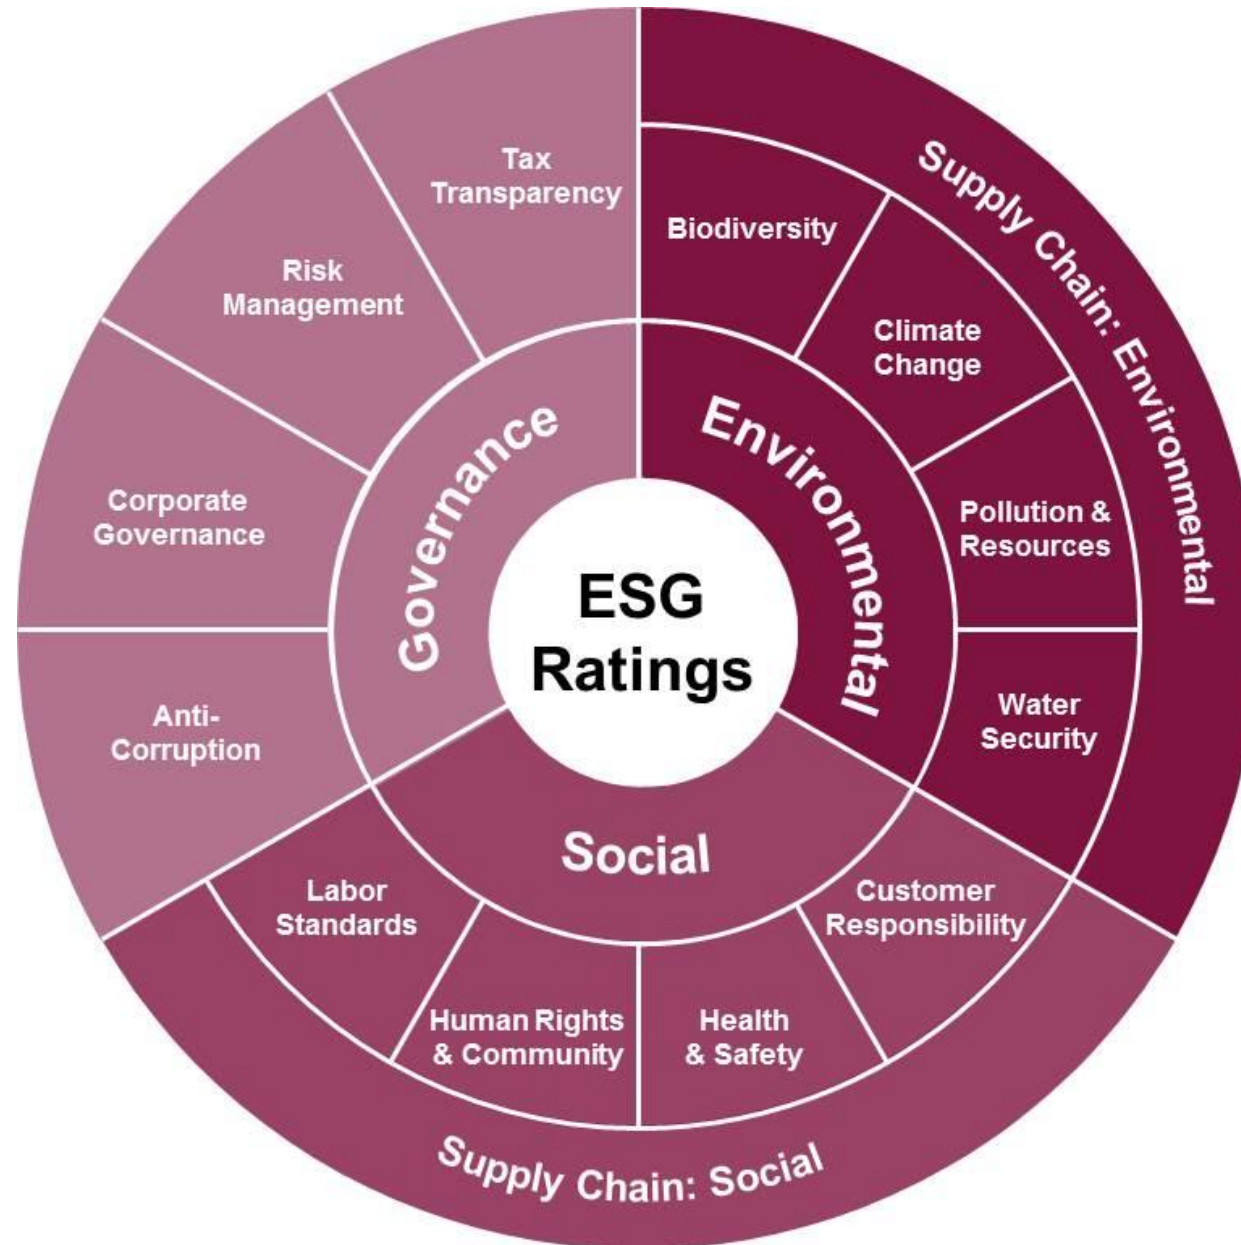 ESG
Ratings
Environmental
Biodiversity
Climate
Change
Pollution &
Resources
Water
Security
Supply Chain: Environmental
Social
Customer
Responsibility
Health
& Safety
Human Rights
& Community
Labor
Standards
Supply Chain: Social
Governance
Anti-
Corruption
Corporate
Governance
Risk
Management
Tax
Transparency